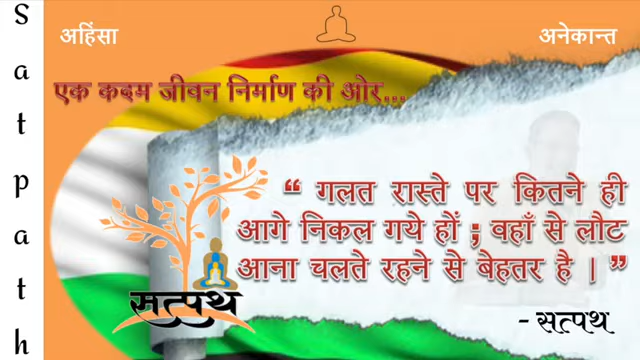 Satpath
अहिंसा
अनेकान्त
एक कदम जीवन निर्माण की ओर...
“ गलत रास्ते पर कितने ही
आगे निकल गये हों ; वहाँ से लौट
आना चलते रहने से बेहतर है । ”
सत्पथ
- सत्पथ